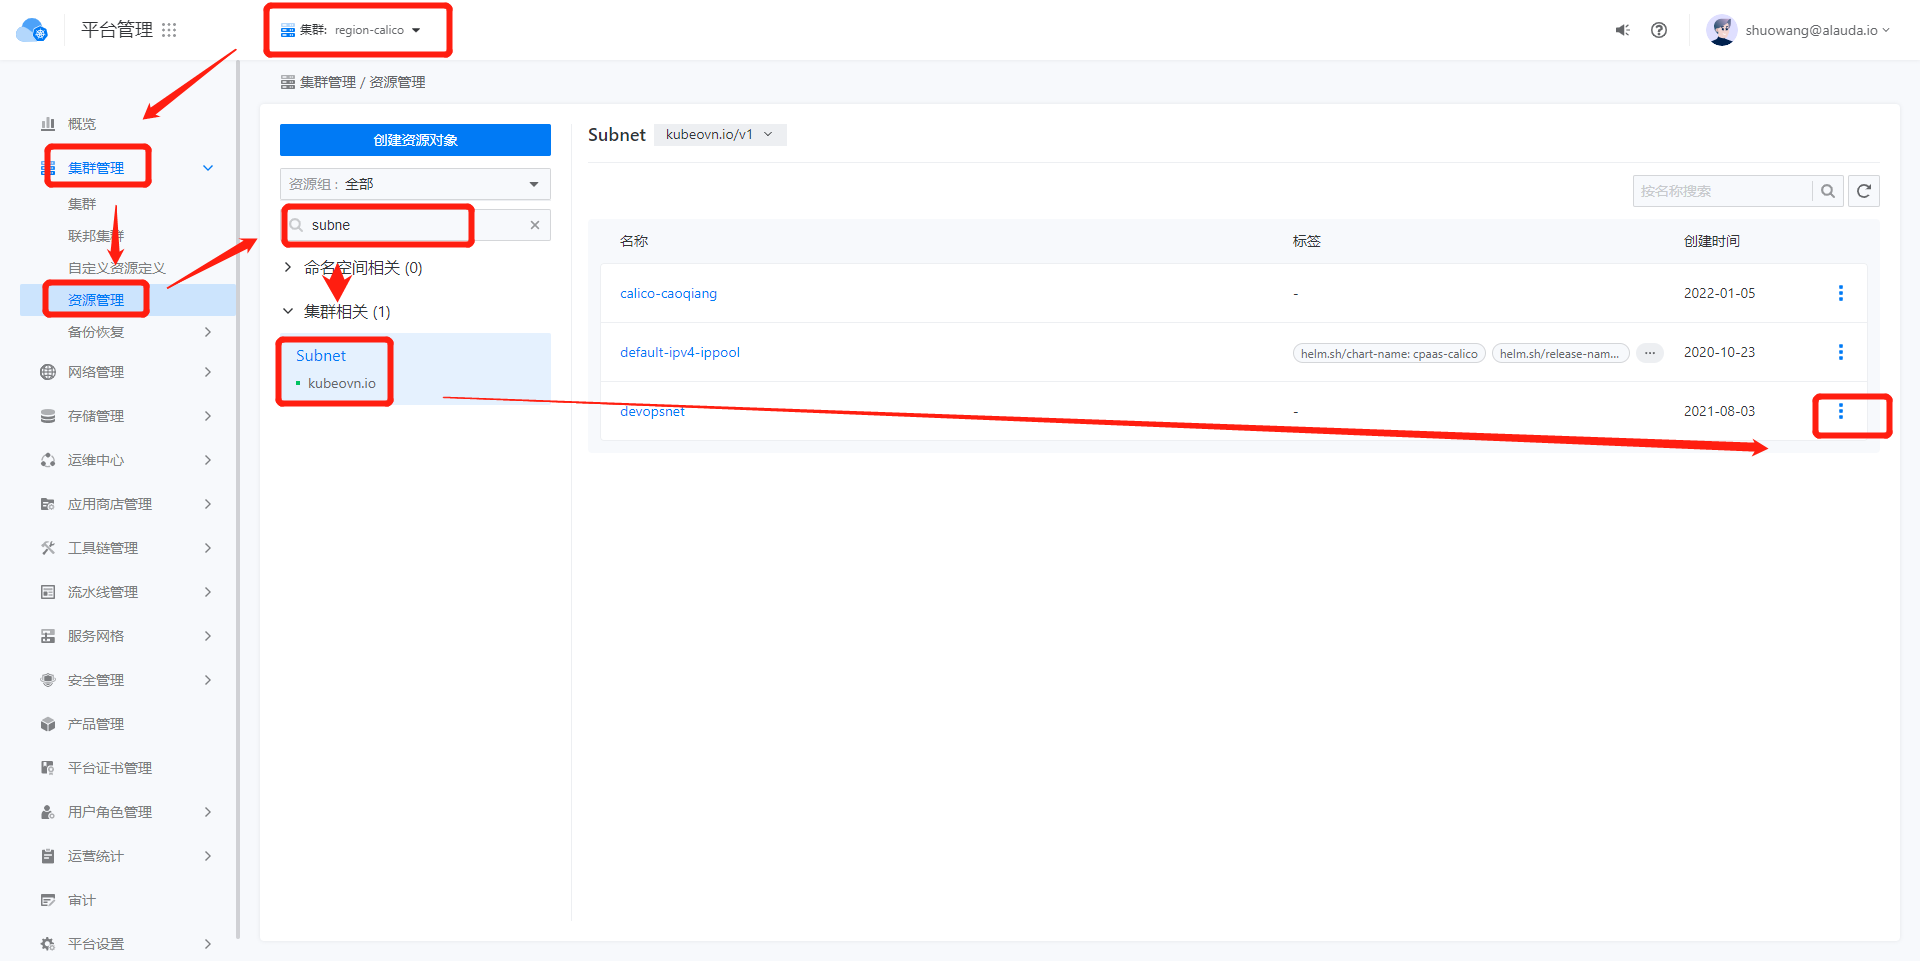 平台管理
集群: region-calico
shuowang@alauda.io
集群管理 / 资源管理
概览
集群管理
集群
联邦集群
自定义资源定义
资源管理
备份恢复
网络管理
存储管理
运维中心
应用商店管理
工具链管理
流水线管理
服务网格
安全管理
产品管理
平台证书管理
用户角色管理
运营统计
审计
平台设置
创建资源对象
资源组 : 全部
subne
命名空间相关 (0)
集群相关 (1)
Subnet
kubeovn.io
Subnet kubeovn.io/v1
按名称搜索
名称 标签 创建时间
calico-caoqiang - 2022-01-05
default-ipv4-ippool helm.sh/chart-name: cpaas-calico helm.sh/release-nam... ... 2020-10-23
devopsnet - 2021-08-03